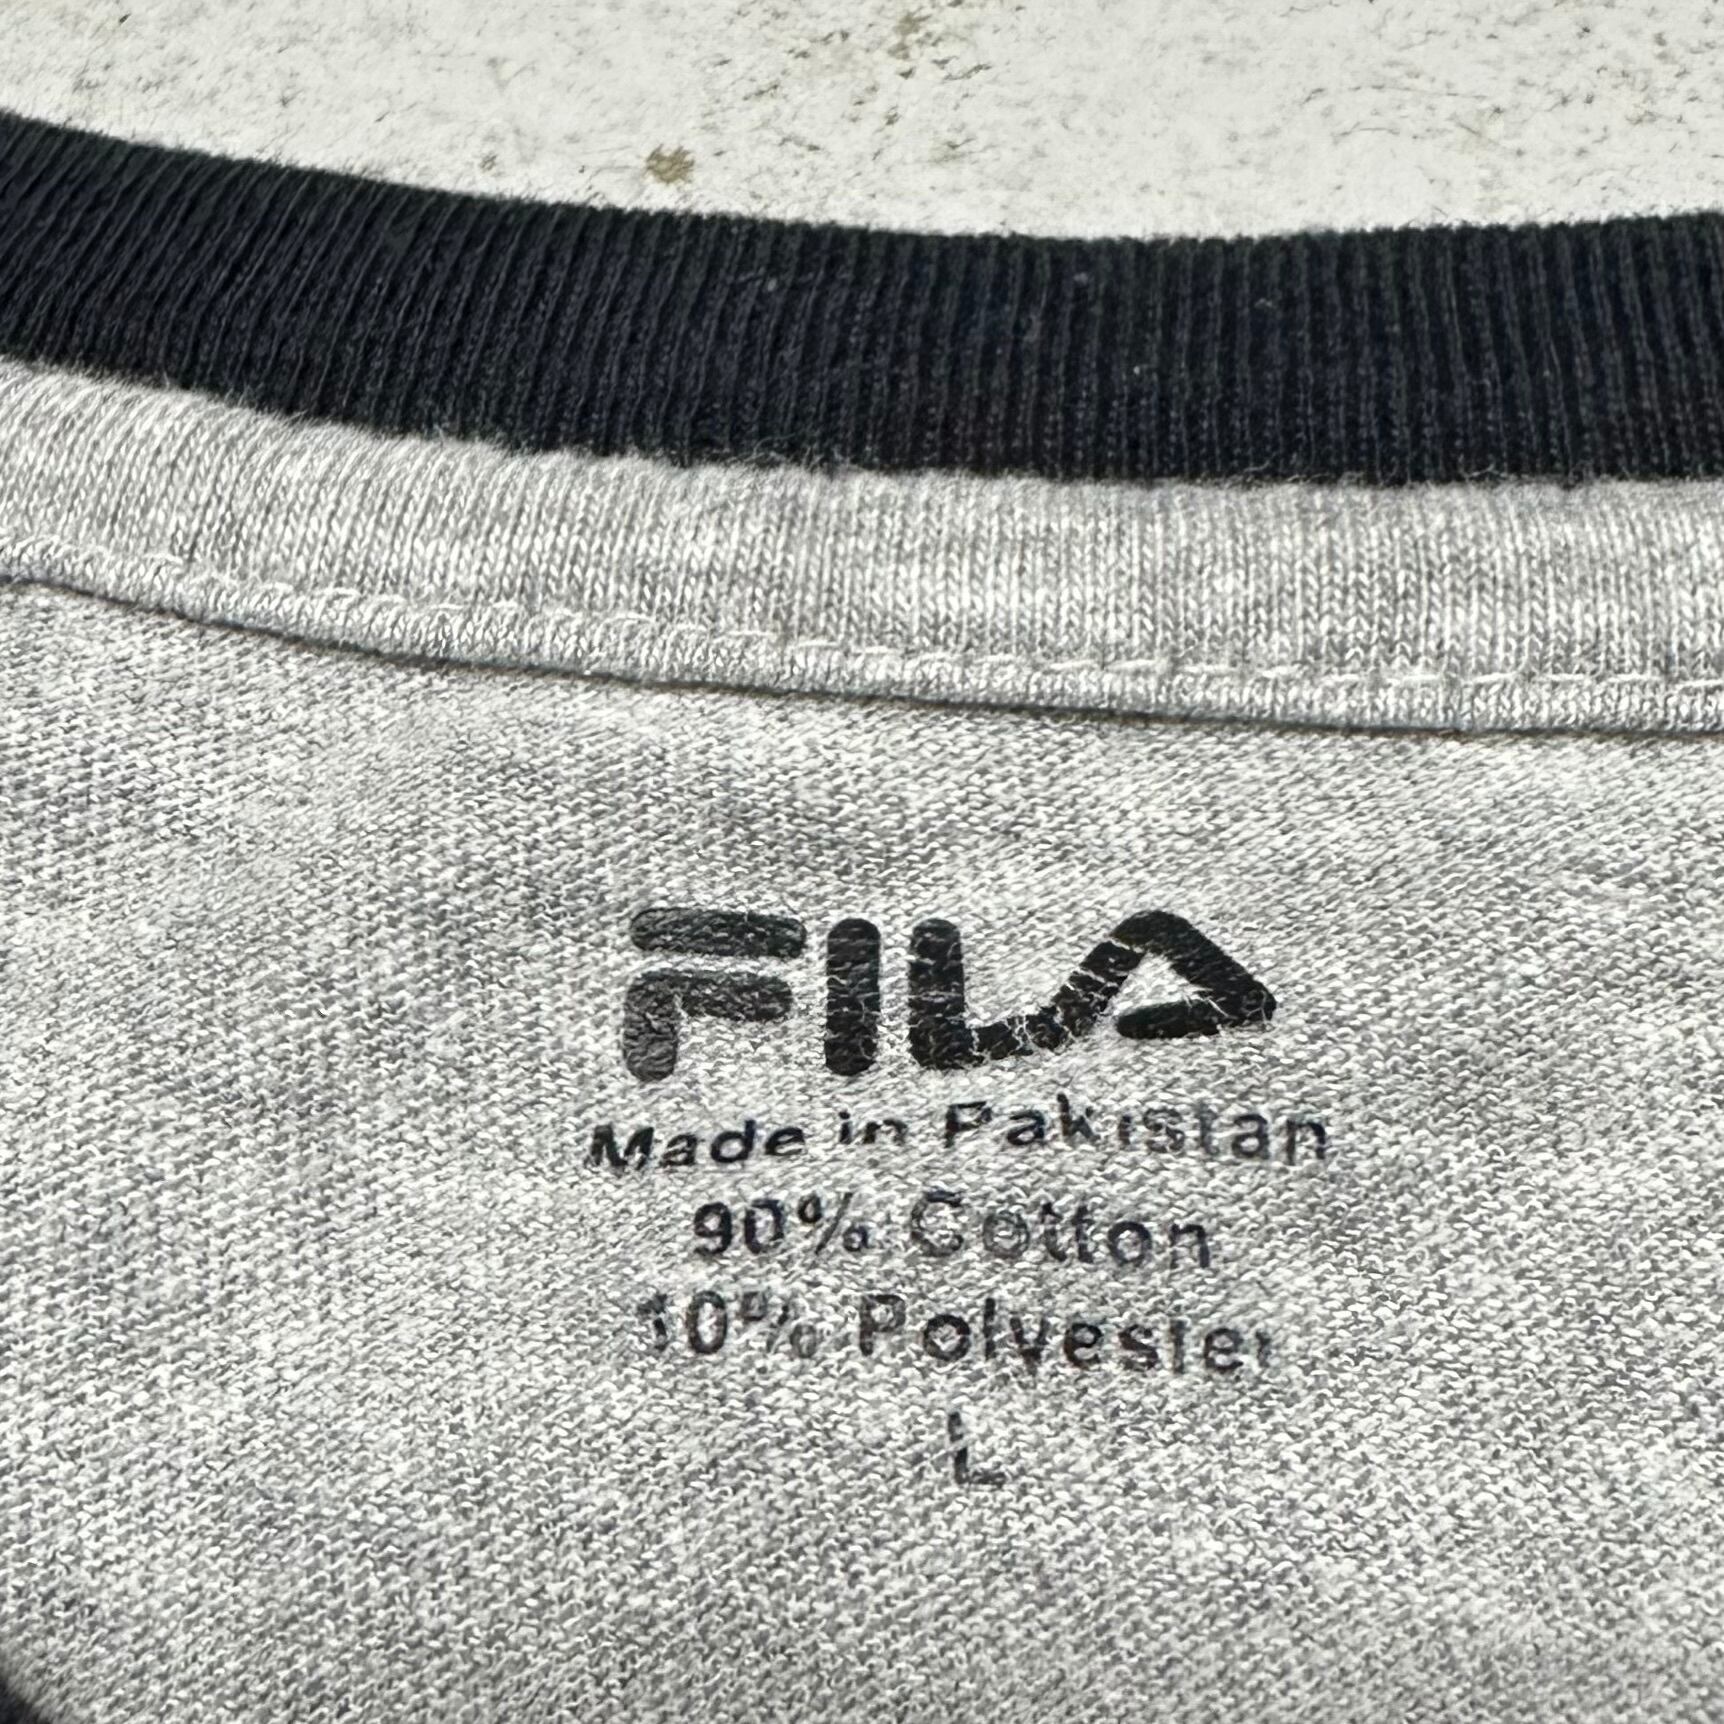 FILA
Made in Pakistan
90% Cotton
10% Polyester
L